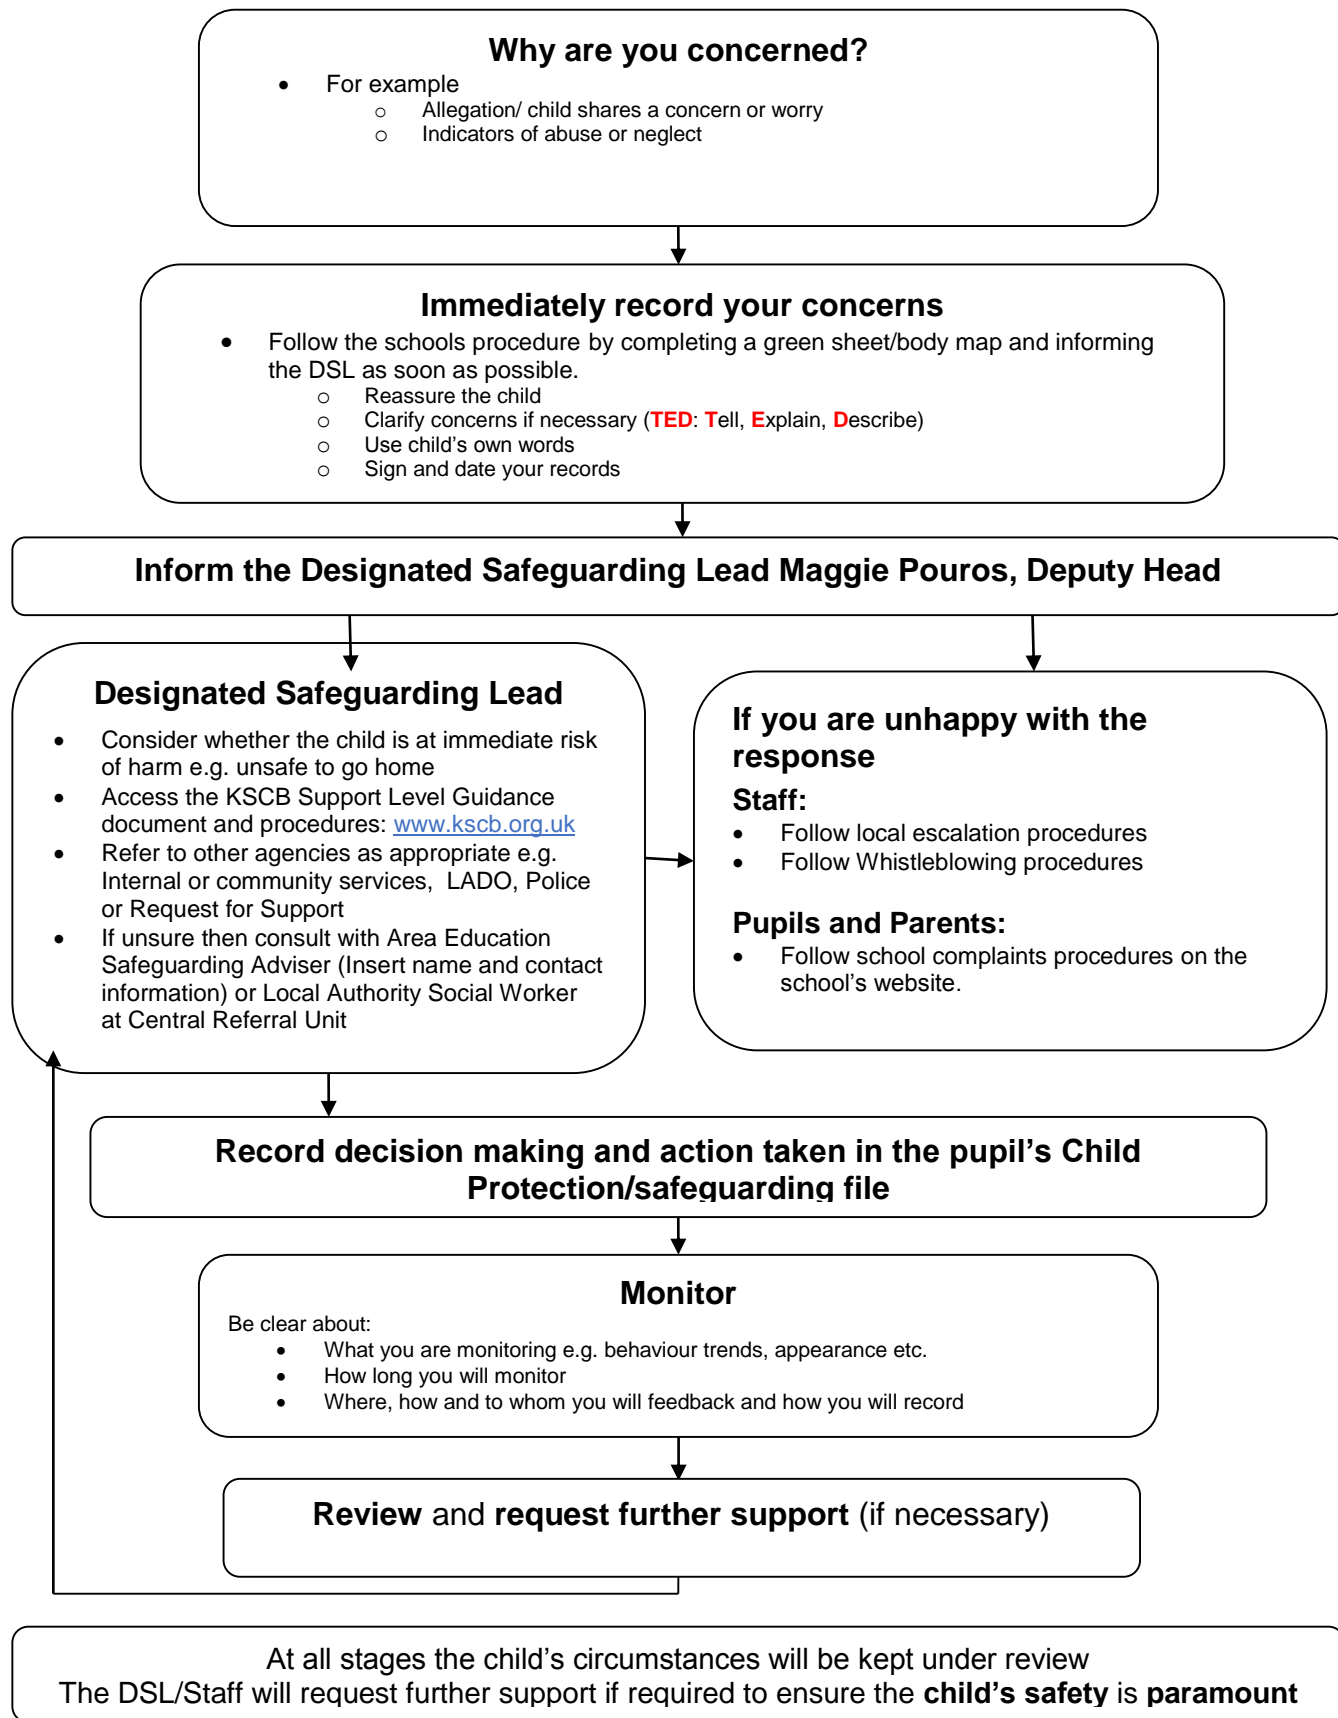 Why are you concerned?
• For example
o Allegation/ child shares a concern or worry
o Indicators of abuse or neglect
Immediately record your concerns
• Follow the schools procedure by completing a green sheet/body map and informing
the DSL as soon as possible.
o Reassure the child
o Clarify concerns if necessary (TED: Tell, Explain, Describe)
o Use child's own words
o Sign and date your records
Inform the Designated Safeguarding Lead Maggie Pouros, Deputy Head
Designated Safeguarding Lead
• Consider whether the child is at immediate risk
of harm e.g. unsafe to go home
• Access the KSCB Support Level Guidance
document and procedures: www.kscb.org.uk
• Refer to other agencies as appropriate e.g.
Internal or community services, LADO, Police
or Request for Support
• If unsure then consult with Area Education
Safeguarding Adviser (Insert name and contact
information) or Local Authority Social Worker
at Central Referral Unit
If you are unhappy with the
response
Staff:
• Follow local escalation procedures
• Follow Whistleblowing procedures
Pupils and Parents:
• Follow school complaints procedures on the
school's website.
Record decision making and action taken in the pupil's Child
Protection/safeguarding file
Monitor
Be clear about:
• What you are monitoring e.g. behaviour trends, appearance etc.
• How long you will monitor
• Where, how and to whom you will feedback and how you will record
Review and request further support (if necessary)
At all stages the child's circumstances will be kept under review
The DSL/Staff will request further support if required to ensure the child's safety is paramount